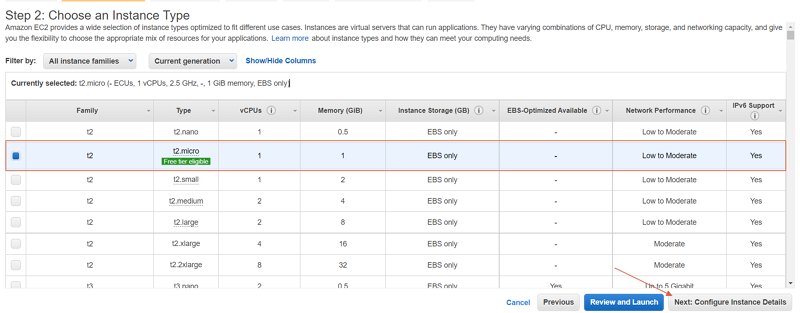 Step 2: Choose an Instance Type
Amazon EC2 provides a wide selection of instance types optimized to fit different use cases. Instances are virtual servers that can run applications. They have varying combinations of CPU, memory, storage, and networking capacity, and give
you the flexibility to choose the appropriate mix of resources for your applications. Learn more about instance types and how they can meet your computing needs.
Filter by: All instance families Current generation Show/Hide Columns
Currently selected: t2.micro (- ECUs, 1 vCPUs, 2.5 GHz, -, 1 GiB memory, EBS only
Family Type vCPUs Memory (GiB) Instance Storage (GB) EBS-Optimized Available Network Performance IPv6 Support
t2 t2.nano 1 0.5 EBS only - Low to Moderate Yes
t2 t2.micro 1 1 EBS only - Low to Moderate Yes
Free tier eligible
t2 t2.small 1 2 EBS only - Low to Moderate Yes
t2 t2.medium 2 4 EBS only - Low to Moderate Yes
t2 t2.large 2 8 EBS only - Low to Moderate Yes
t2 t2.xlarge 4 16 EBS only - Moderate Yes
t2 t2.2xlarge 8 32 EBS only - Moderate Yes
t3 t3.nano 2 0.5 EBS only Yes Up to 5 Gigabit Yes
Cancel Previous Review and Launch Next: Configure Instance Details